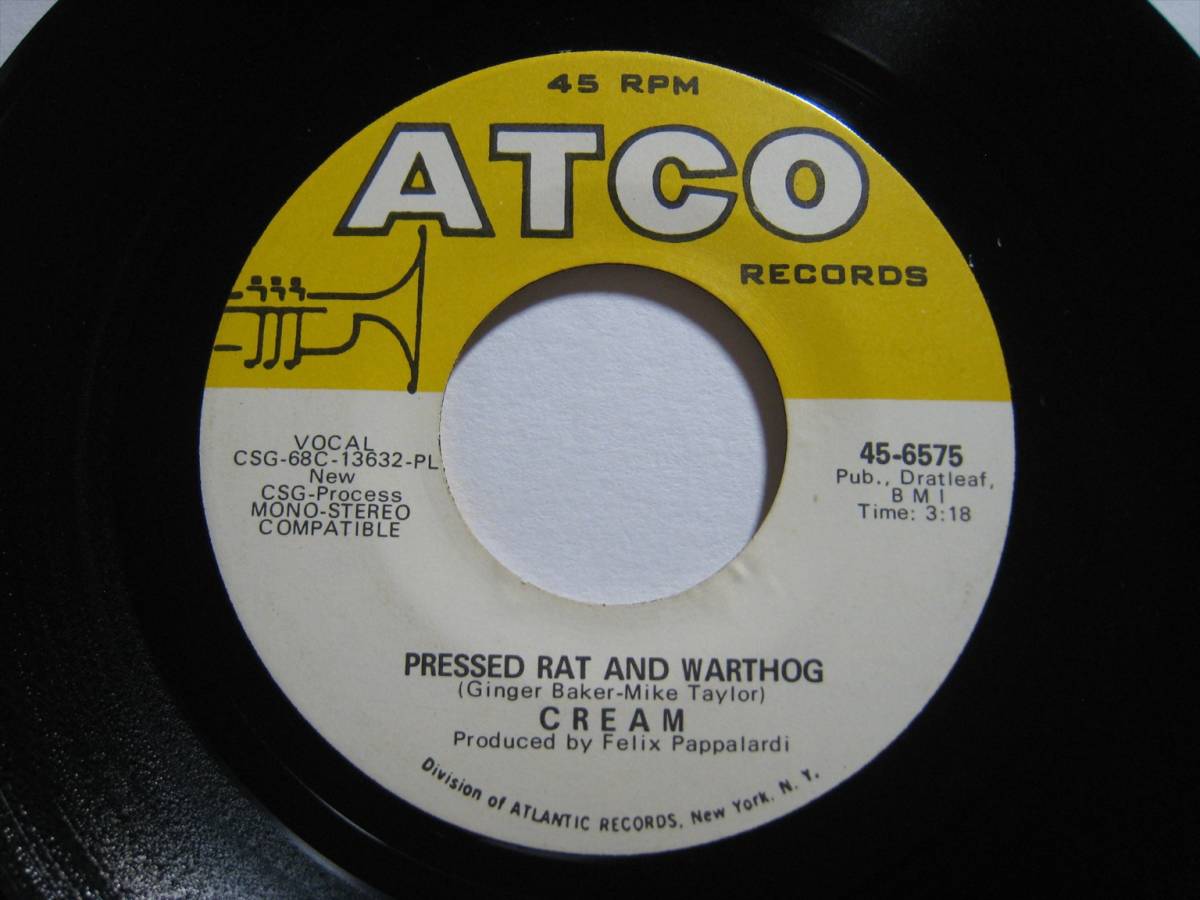 45 RPM
ATCO
RECORDS
VOCAL
CSG-68C-13632-PL
New
CSG-Process
MONO-STEREO
COMPATIBLE
45-6575
Pub., Dratleaf,
B M I
Time: 3:18
PRESSED RAT AND WARTHOG
(Ginger Baker-Mike Taylor)
CREAM
Produced by Felix Pappalardi
Division of ATLANTIC RECORDS, New York, N. Y.